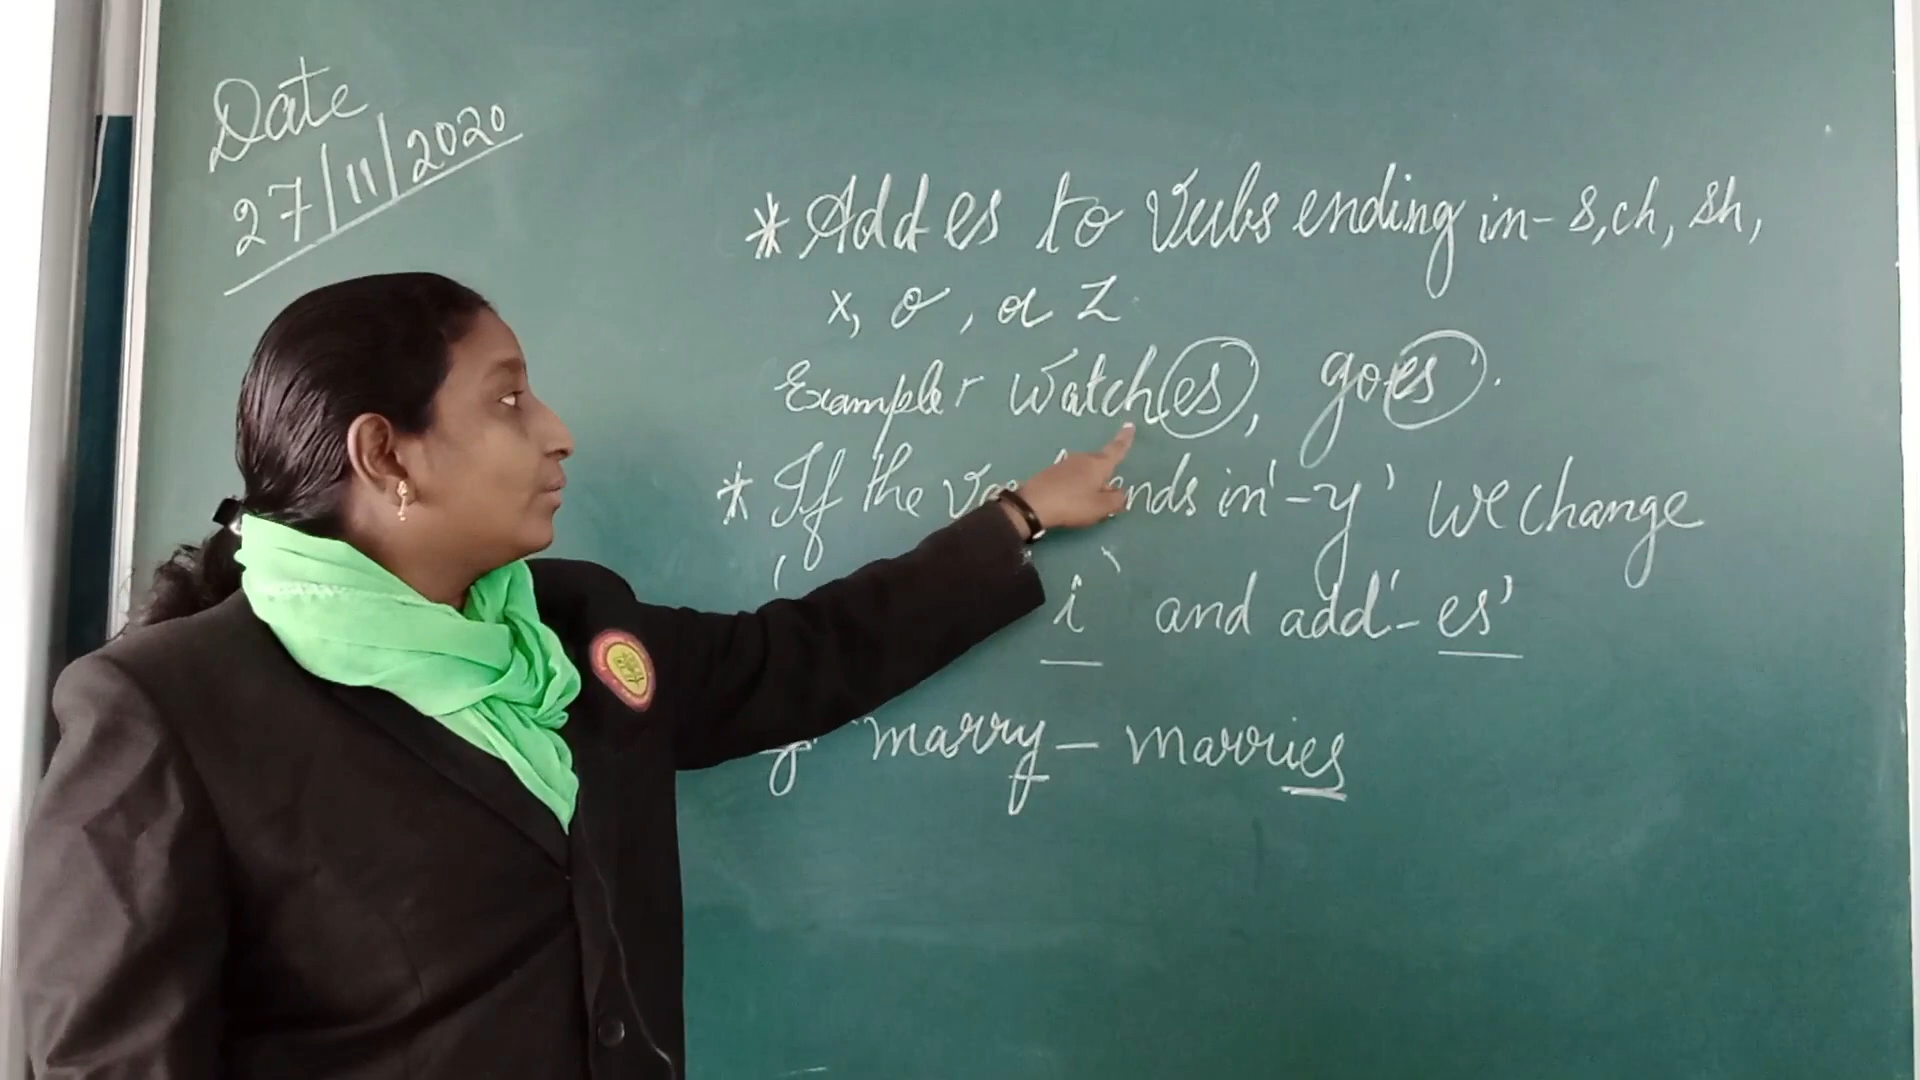 Date
27/11/2020
* Add es to Verbs ending in- s, ch, sh,
x, o, or z
Example:- Watches, goes.
* If the ends in '-y' we change
i and add '-es'
marry - marries